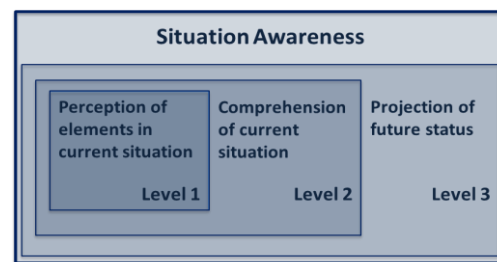 Situation Awareness
Perception of
elements in
current situation
Level 1
Comprehension
of current
situation
Level 2
Projection of
future status
Level 3